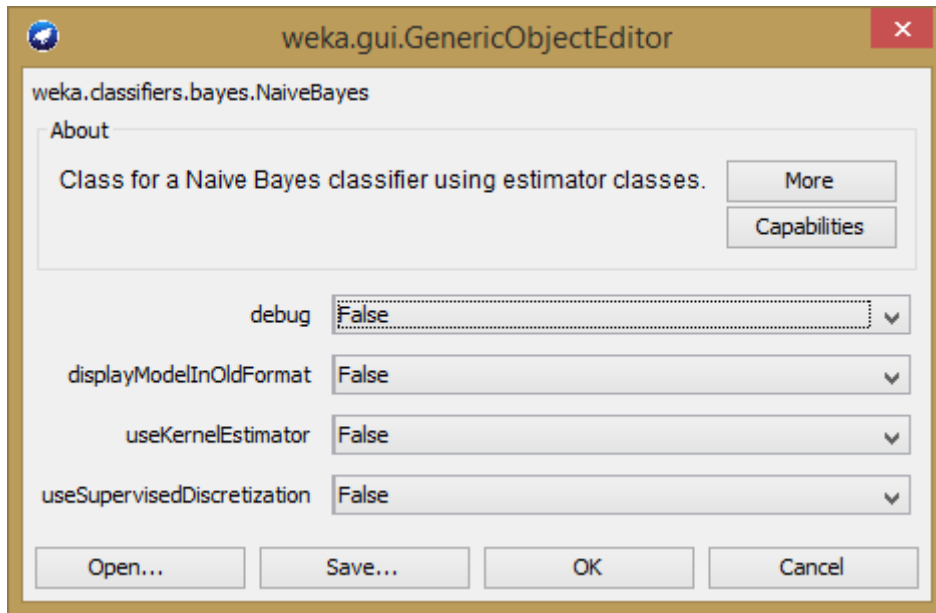 weka.gui.GenericObjectEditor
weka.classifiers.bayes.NaiveBayes
About
Class for a Naive Bayes classifier using estimator classes.
More
Capabilities
debug False
displayModelInOldFormat False
useKernelEstimator False
useSupervisedDiscretization False
Open... Save... OK Cancel